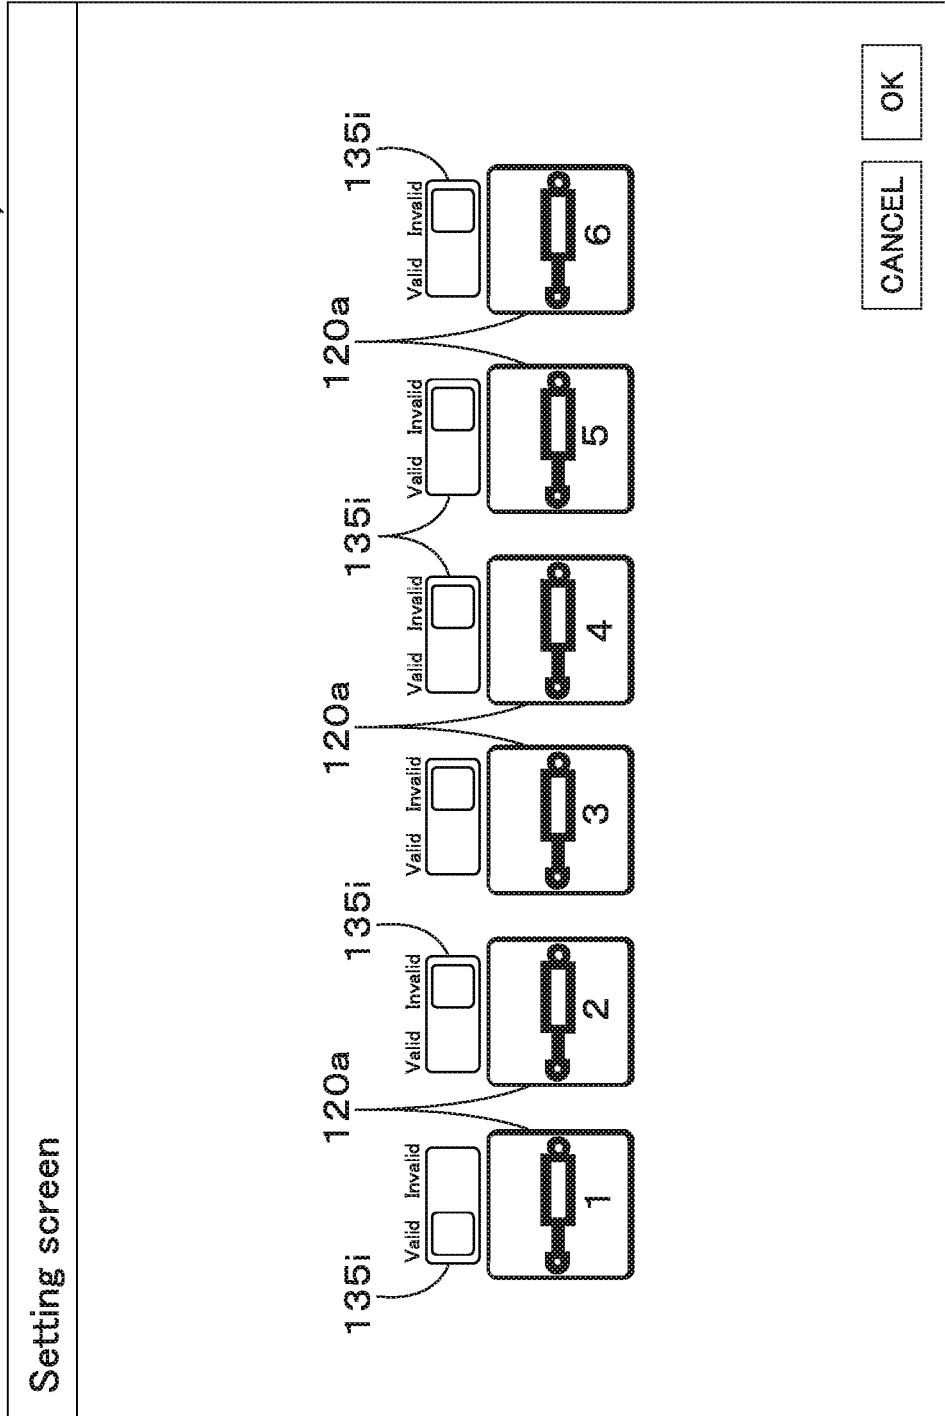 Setting screen
120a 120a 120a
135i 135i 135i 135i
Valid Invalid Valid Invalid Valid Invalid Valid Invalid Valid Invalid Valid Invalid
1 2 3 4 5 6
CANCEL OK